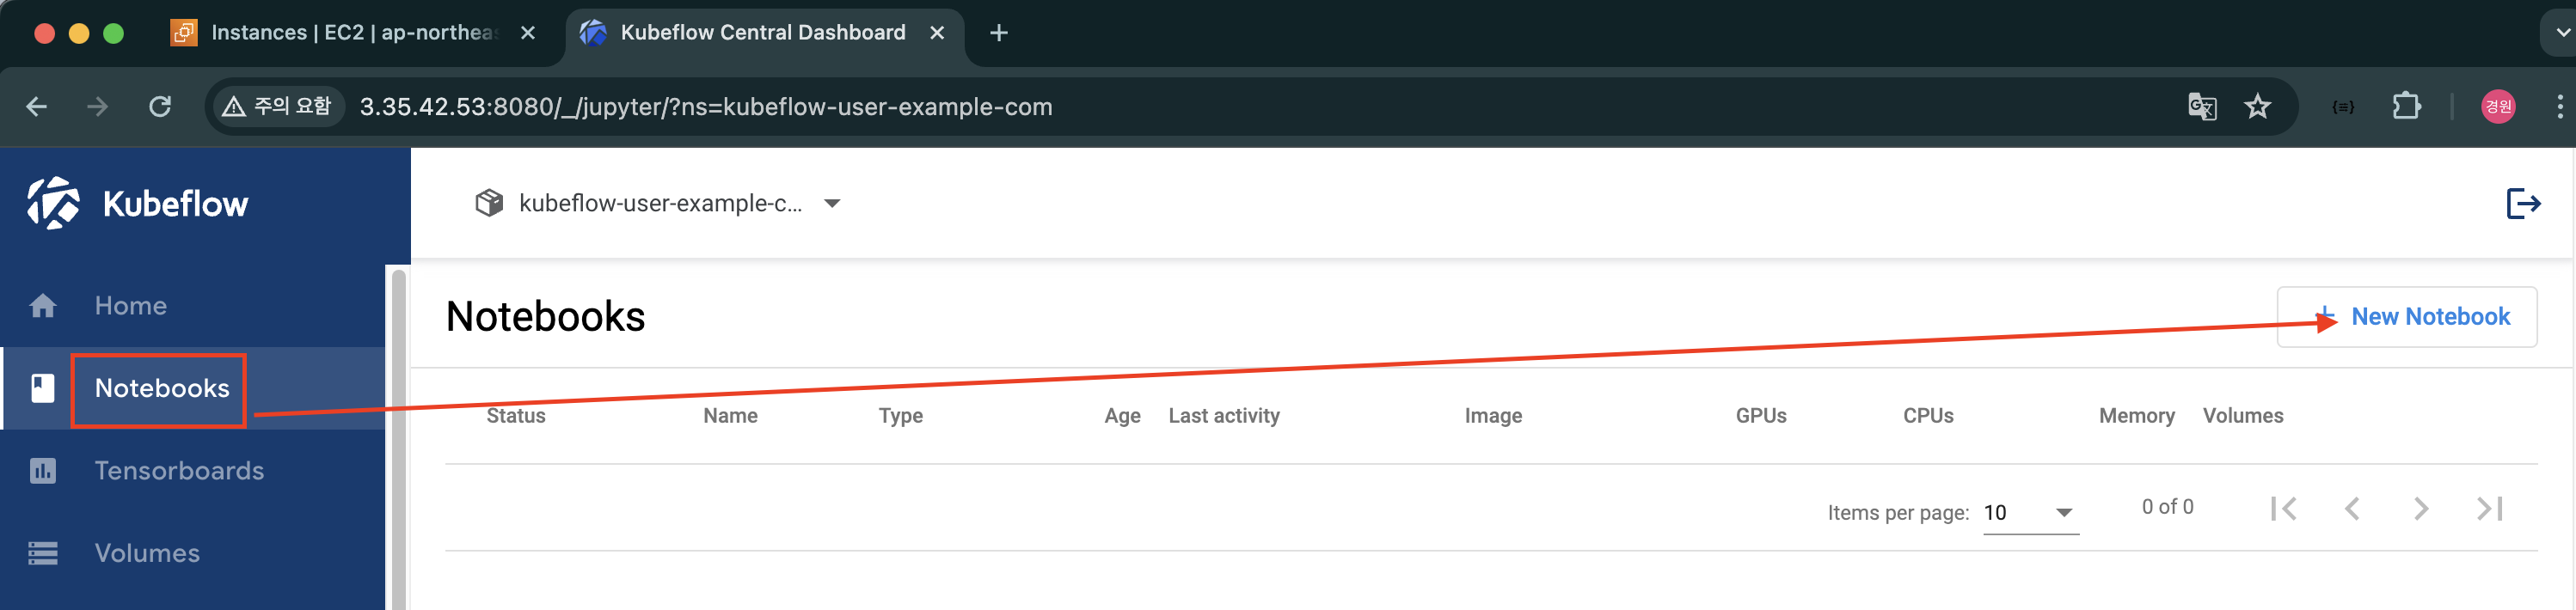 Instances | EC2 | ap-northeas
Kubeflow Central Dashboard
주의 요함
3.35.42.53:8080/_/jupyter/?ns=kubeflow-user-example-com
경원
Kubeflow
kubeflow-user-example-c...
Home
Notebooks
+ New Notebook
Notebooks
Status Name Type Age Last activity Image GPUs CPUs Memory Volumes
Tensorboards
Items per page: 10 0 of 0
Volumes